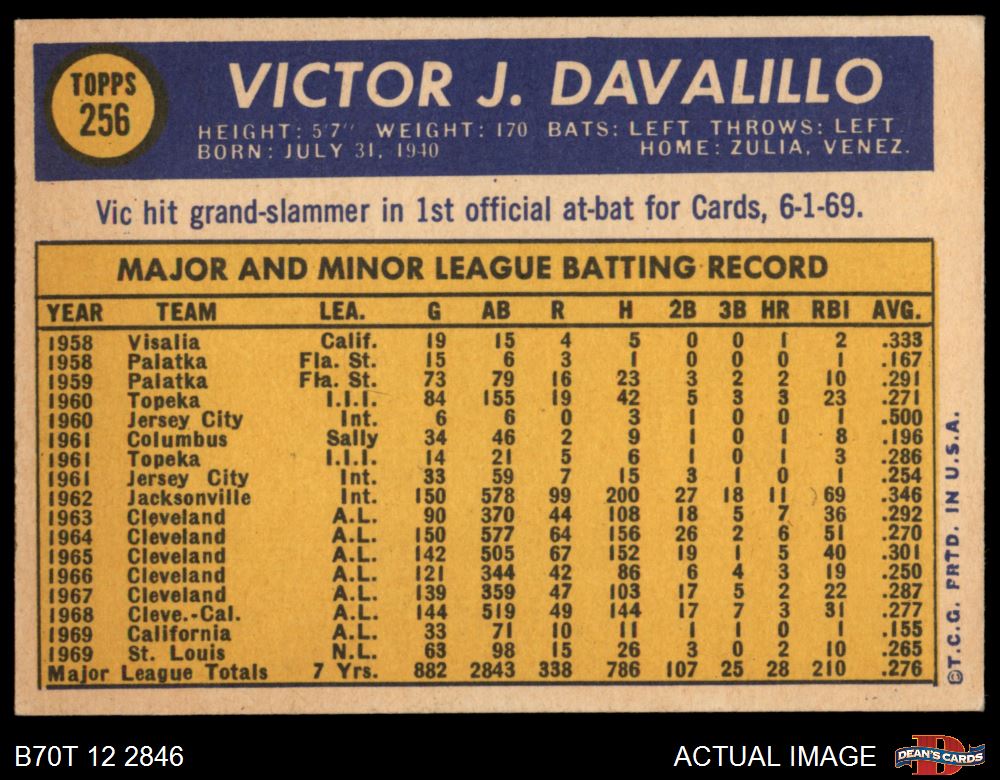 TOPPS
256
VICTOR J. DAVALILLO
HEIGHT: 5'7" WEIGHT: 170 BATS: LEFT THROWS: LEFT
BORN: JULY 31, 1940 HOME: ZULIA, VENEZ.
Vic hit grand-slammer in 1st official at-bat for Cards, 6-1-69.
MAJOR AND MINOR LEAGUE BATTING RECORD
YEAR TEAM LEA. G AB R H 2B 3B HR RBI AVG.
1958 Visalia Calif. 19 15 4 5 0 0 1 2 .333
1958 Palatka Fla. St. 15 6 3 1 0 0 0 1 .167
1959 Palatka Fla. St. 73 79 16 23 3 2 2 10 .291
1960 Topeka I.I.I. 84 155 19 42 5 3 3 23 .271
1960 Jersey City Int. 6 6 0 3 1 0 0 1 .500
1961 Columbus Sally 34 46 2 9 1 0 1 8 .196
1961 Topeka I.I.I. 14 21 5 6 1 0 1 3 .286
1961 Jersey City Int. 33 59 7 15 3 1 0 1 .254
1962 Jacksonville Int. 150 578 99 200 27 18 11 69 .346
1963 Cleveland A.L. 90 370 44 108 18 5 7 36 .292
1964 Cleveland A.L. 150 577 64 156 26 2 6 51 .270
1965 Cleveland A.L. 142 505 67 152 19 1 5 40 .301
1966 Cleveland A.L. 121 344 42 86 6 4 3 19 .250
1967 Cleveland A.L. 139 359 47 103 17 5 2 22 .287
1968 Cleve.-Cal. A.L. 144 519 49 144 17 7 3 31 .277
1969 California A.L. 33 71 10 11 1 1 0 1 .155
1969 St. Louis N.L. 63 98 15 26 3 0 2 10 .265
Major League Totals 7 Yrs. 882 2843 338 786 107 25 28 210 .276
©T.C.G. PRTD. IN U.S.A.
B70T 12 2846 ACTUAL IMAGE
D
DEAN'S CARDS